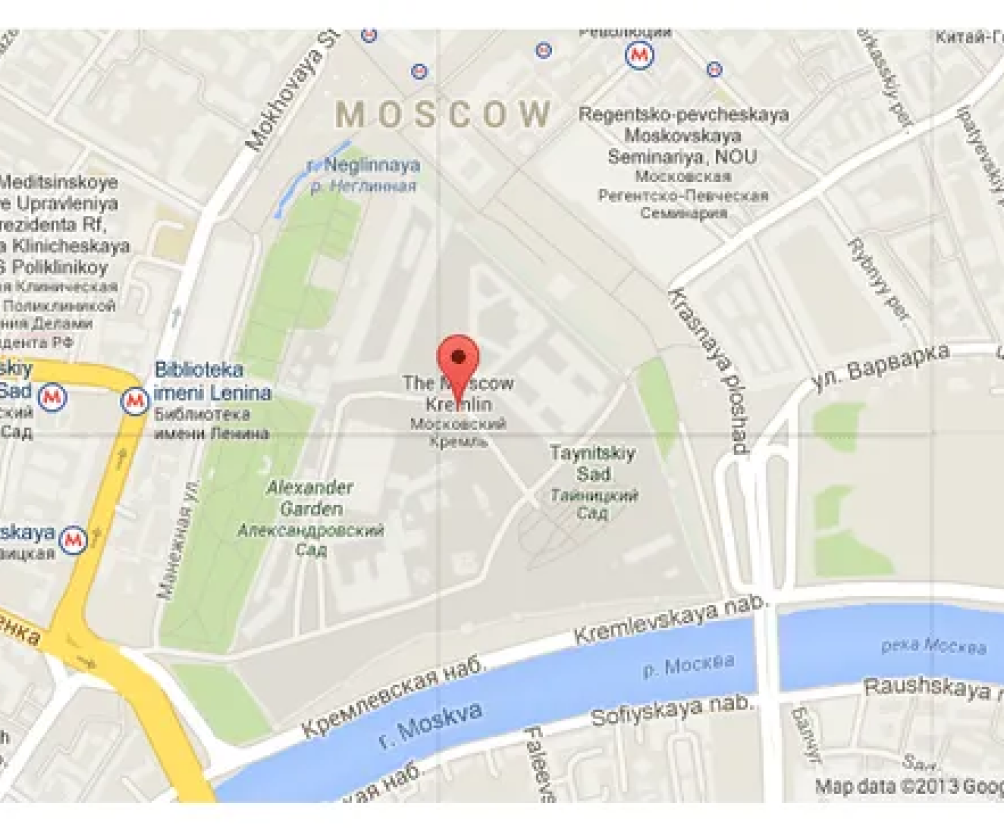 Революции
Китай-Г
Mokhovaya St
MOSCOW
arkasskiy per.
Ipatyevskiy
Regentsko-pevcheskaya
Moskovskaya
Seminariya, NOU
Московская
Регентско-Певческая
Семинария
г. Neglinnaya
р. Неглинная
Meditsinskoye
e Upravleniya
rezidenta Rf,
a Klinicheskaya
S Poliklinikoy
ая Клиническая
Поликлиникой
ния Делами
идента РФ
Rybnyy per.
Krasnaya ploshad
ул. Варварка
skiy
Sad
ский
Сад
М
М
М
М
Biblioteka
imeni Lenina
Библиотека
имени Ленина
The Moscow
Kremlin
Московский
Кремль
Taynitskiy
Sad
Тайницкий
Сад
Alexander
Garden
Александровский
Сад
Манежная ул.
skaya
вицкая
енка
Kremlevskaya nab.
Кремлевская наб.
р. Москва
река Москва
r. Moskva
Sofiyskaya nab.
Raushskaya
кая наб.
Faleevs
Балчуг
h
Map data ©2013 Goog